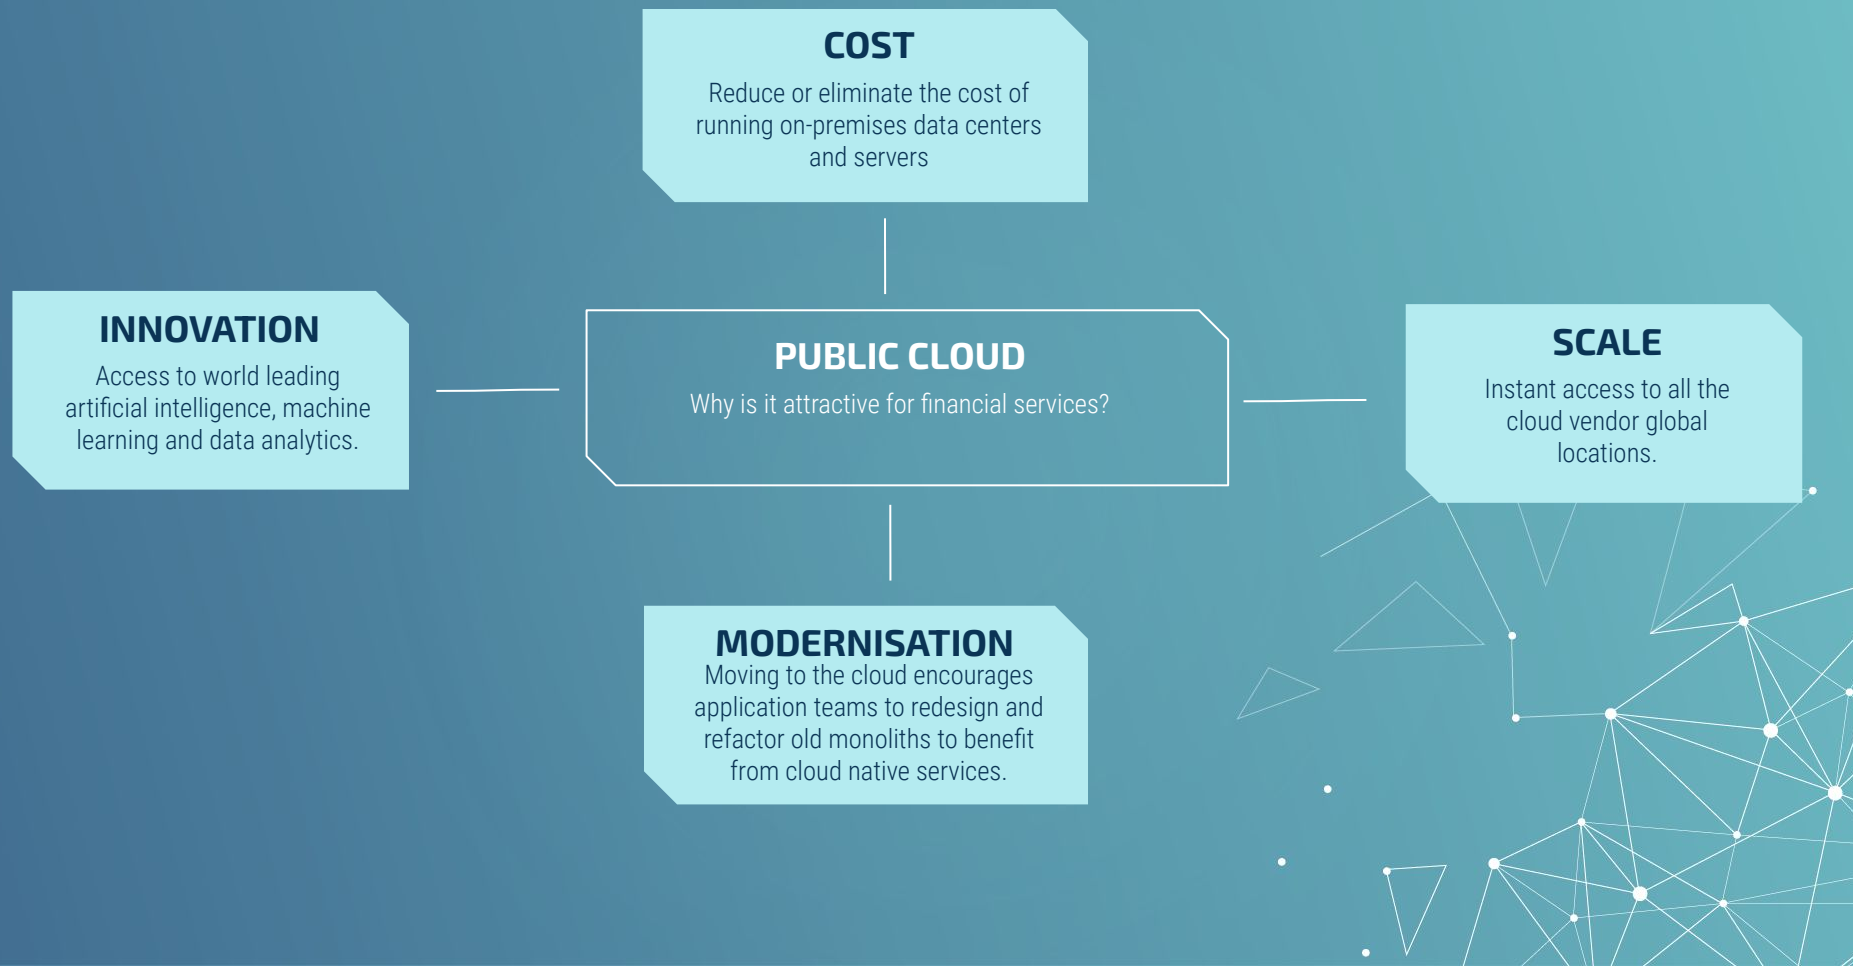 COST
Reduce or eliminate the cost of
running on-premises data centers
and servers
INNOVATION
Access to world leading
artificial intelligence, machine
learning and data analytics.
PUBLIC CLOUD
Why is it attractive for financial services?
SCALE
Instant access to all the
cloud vendor global
locations.
MODERNISATION
Moving to the cloud encourages
application teams to redesign and
refactor old monoliths to benefit
from cloud native services.